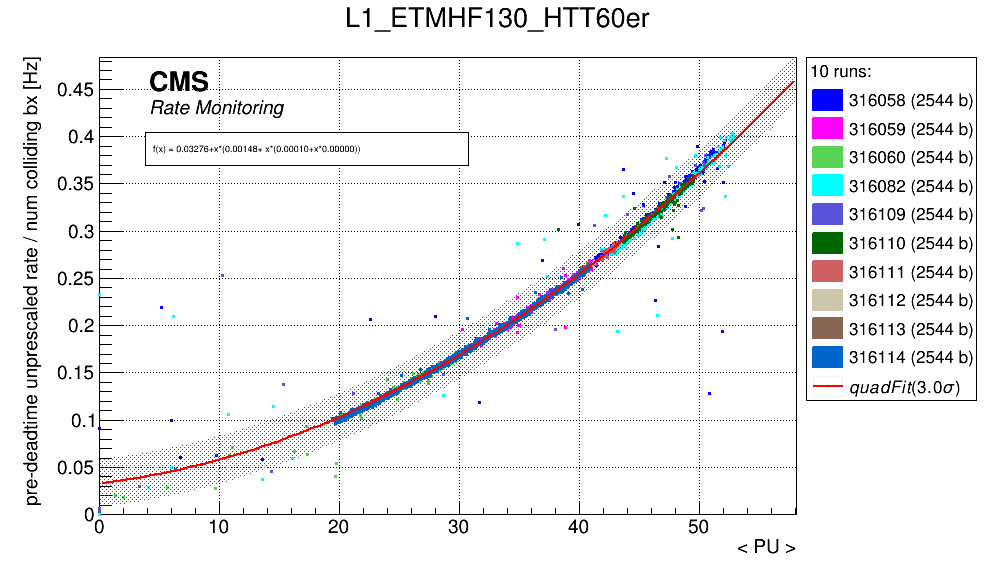 L1_ETMHF130_HTT60er
pre-deadtime unprescaled rate / num colliding bx [Hz]
0.45
0.4
0.35
0.3
0.25
0.2
0.15
0.1
0.05
0
CMS
Rate Monitoring
f(x) = 0.03276+x*(0.00148+ x*(0.00010+x*0.00000))
0 10 20 30 40 50
< PU >
10 runs:
316058 (2544 b)
316059 (2544 b)
316060 (2544 b)
316082 (2544 b)
316109 (2544 b)
316110 (2544 b)
316111 (2544 b)
316112 (2544 b)
316113 (2544 b)
316114 (2544 b)
quadFit(3.0σ)